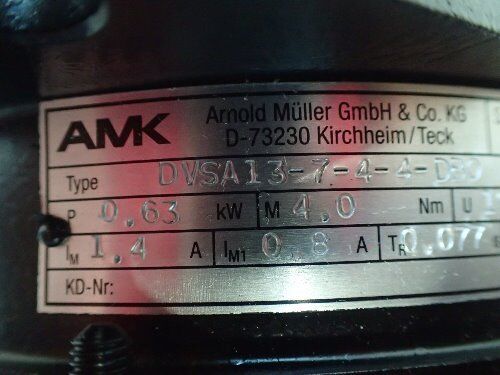 AMK
Arnold Müller GmbH & Co. KG
D-73230 Kirchheim/Teck
Type DVSA13-7-4-4-DBO
P 0,63 kW M 4,0 Nm U
IM 1,4 A IM1 0,8 A TR 0,077 s
KD-Nr: